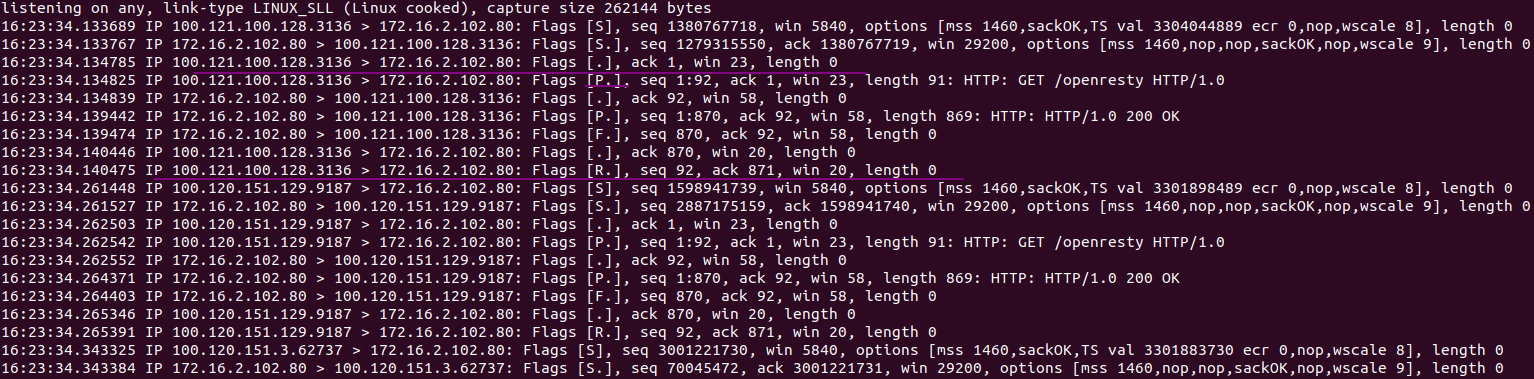 listening on any, link-type LINUX_SLL (Linux cooked), capture size 262144 bytes
16:23:34.133689 IP 100.121.100.128.3136 > 172.16.2.102.80: Flags [S], seq 1380767718, win 5840, options [mss 1460,sackOK,TS val 3304044889 ecr 0,nop,wscale 8], length 0
16:23:34.133767 IP 172.16.2.102.80 > 100.121.100.128.3136: Flags [S.], seq 1279315550, ack 1380767719, win 29200, options [mss 1460,nop,nop,sackOK,nop,wscale 9], length 0
16:23:34.134785 IP 100.121.100.128.3136 > 172.16.2.102.80: Flags [.], ack 1, win 23, length 0
16:23:34.134825 IP 100.121.100.128.3136 > 172.16.2.102.80: Flags [P.], seq 1:92, ack 1, win 23, length 91: HTTP: GET /openresty HTTP/1.0
16:23:34.134839 IP 172.16.2.102.80 > 100.121.100.128.3136: Flags [.], ack 92, win 58, length 0
16:23:34.139442 IP 172.16.2.102.80 > 100.121.100.128.3136: Flags [P.], seq 1:870, ack 92, win 58, length 869: HTTP: HTTP/1.0 200 OK
16:23:34.139474 IP 172.16.2.102.80 > 100.121.100.128.3136: Flags [F.], seq 870, ack 92, win 58, length 0
16:23:34.140446 IP 100.121.100.128.3136 > 172.16.2.102.80: Flags [.], ack 870, win 20, length 0
16:23:34.140475 IP 100.121.100.128.3136 > 172.16.2.102.80: Flags [R.], seq 92, ack 871, win 20, length 0
16:23:34.261448 IP 100.120.151.129.9187 > 172.16.2.102.80: Flags [S], seq 1598941739, win 5840, options [mss 1460,sackOK,TS val 3301898489 ecr 0,nop,wscale 8], length 0
16:23:34.261527 IP 172.16.2.102.80 > 100.120.151.129.9187: Flags [S.], seq 2887175159, ack 1598941740, win 29200, options [mss 1460,nop,nop,sackOK,nop,wscale 9], length 0
16:23:34.262503 IP 100.120.151.129.9187 > 172.16.2.102.80: Flags [.], ack 1, win 23, length 0
16:23:34.262542 IP 100.120.151.129.9187 > 172.16.2.102.80: Flags [P.], seq 1:92, ack 1, win 23, length 91: HTTP: GET /openresty HTTP/1.0
16:23:34.262552 IP 172.16.2.102.80 > 100.120.151.129.9187: Flags [.], ack 92, win 58, length 0
16:23:34.264371 IP 172.16.2.102.80 > 100.120.151.129.9187: Flags [P.], seq 1:870, ack 92, win 58, length 869: HTTP: HTTP/1.0 200 OK
16:23:34.264403 IP 172.16.2.102.80 > 100.120.151.129.9187: Flags [F.], seq 870, ack 92, win 58, length 0
16:23:34.265346 IP 100.120.151.129.9187 > 172.16.2.102.80: Flags [.], ack 870, win 20, length 0
16:23:34.265391 IP 100.120.151.129.9187 > 172.16.2.102.80: Flags [R.], seq 92, ack 871, win 20, length 0
16:23:34.343325 IP 100.120.151.3.62737 > 172.16.2.102.80: Flags [S], seq 3001221730, win 5840, options [mss 1460,sackOK,TS val 3301883730 ecr 0,nop,wscale 8], length 0
16:23:34.343384 IP 172.16.2.102.80 > 100.120.151.3.62737: Flags [S.], seq 70045472, ack 3001221731, win 29200, options [mss 1460,nop,nop,sackOK,nop,wscale 9], length 0